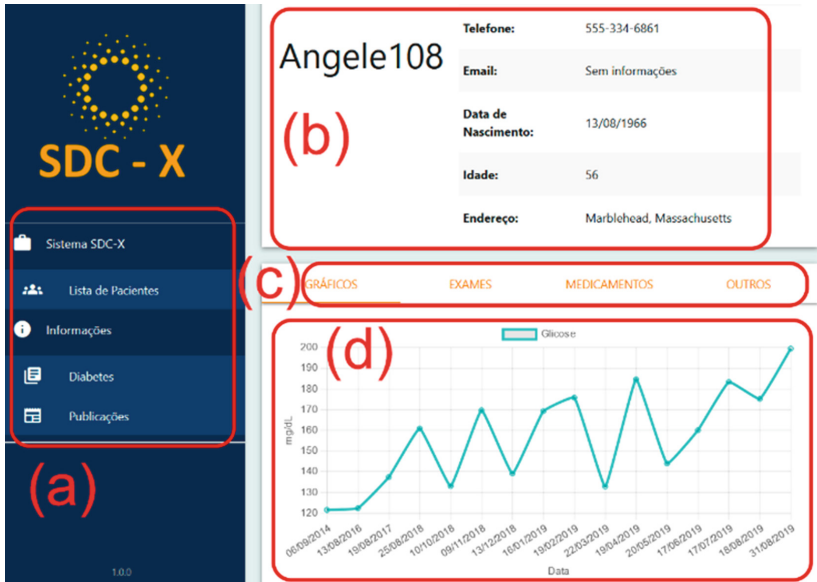 SDC - X
Sistema SDC-X
Lista de Pacientes
Informações
Diabetes
Publicações
(a)
1.0.0
Angele108
(b)
Telefone: 555-334-6861
Email: Sem informações
Data de
Nascimento: 13/08/1966
Idade: 56
Endereço: Marblehead, Massachusetts
(c)
GRÁFICOS EXAMES MEDICAMENTOS OUTROS
(d)
Glicose
200
190
180
170
160
150
140
130
120
mg/dL
06/09/2014 13/08/2016 19/08/2017 25/08/2018 10/10/2018 09/11/2018 13/12/2018 16/01/2019 19/02/2019 22/03/2019 19/04/2019 20/05/2019 17/06/2019 17/07/2019 18/08/2019 31/08/2019
Data